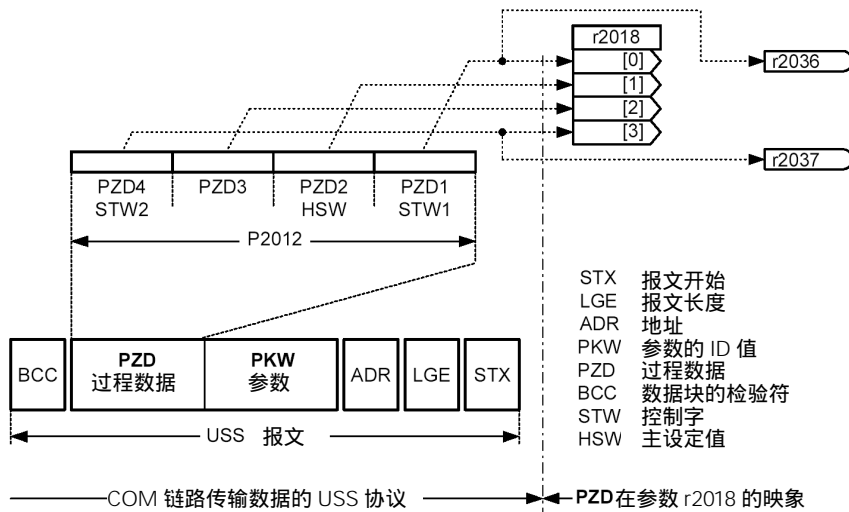 r2018
[0]
r2036
[1]
[2]
[3]
r2037
PZD4 PZD3 PZD2 PZD1
STW2 HSW STW1
P2012
STX 报文开始
LGE 报文长度
ADR 地址
PKW 参数的 ID 值
PZD 过程数据
BCC 数据块的检验符
STW 控制字
HSW 主设定值
BCC PZD 过程数据 PKW 参数 ADR LGE STX
USS 报文
COM 链路传输数据的 USS 协议
PZD在参数 r2018 的映象